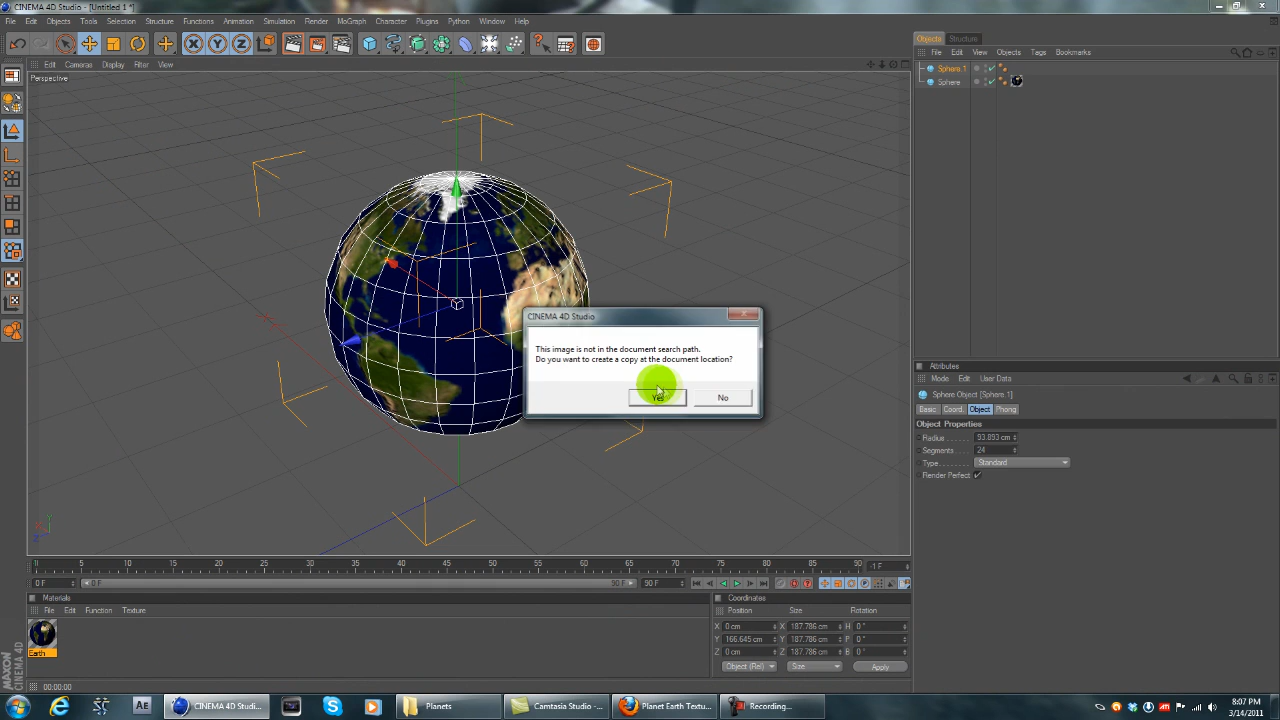 CINEMA 4D Studio - [Untitled 1 *]
File Edit Objects Tools Selection Structure Functions Animation Simulation Render MoGraph Character Plugins Python Window Help
Edit Cameras Display Filter View
Perspective
Objects Structure
File Edit View Objects Tags Bookmarks
Sphere.1
Sphere
CINEMA 4D Studio
This image is not in the document search path.
Do you want to create a copy at the document location?
Yes No
Attributes
Mode Edit User Data
Sphere Object [Sphere.1]
Basic Coord. Object Phong
Object Properties
Radius 93.893 cm
Segments 24
Type Standard
Render Perfect
5 10 15 20 25 30 35 40 45 50 55 60 65 70 75 80 85 90 -1 F
0 F 0 F 90 F 90 F
Materials
File Edit Function Texture
Earth
Coordinates
Position Size Rotation
X 0 cm X 187.786 cm H 0 °
Y 166.645 cm Y 187.786 cm P 0 °
Z 0 cm Z 187.786 cm B 0 °
Object (Rel) Size Apply
MAXON CINEMA 4D
00:00:00
Ae CINEMA 4D Studi... Planets Camtasia Studio -... Planet Earth Textu... Recording...
8:07 PM
3/14/2011